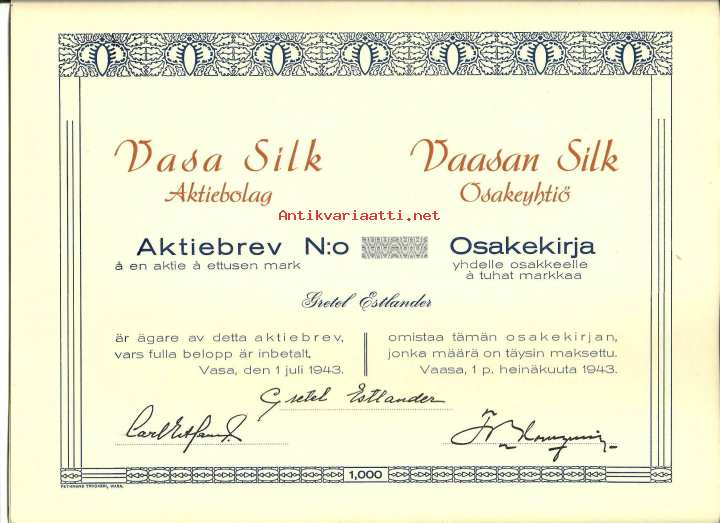 Vasa Silk
Aktiebolag
Vaasan Silk
Osakeyhtiö
Antikvariaatti.net
Aktiebrev N:o
å en aktie å ettusen mark
Osakekirja
yhdelle osakkeelle
à tuhat markkaa
Gretel Estlander
är ägare av detta aktiebrev,
vars fulla belopp är inbetalt.
Vasa, den 1 juli 1943.
omistaa tämän osakekirjan,
jonka määrä on täysin maksettu.
Vaasa, 1 p. heinäkuuta 1943.
Gretel Estlander
1,000